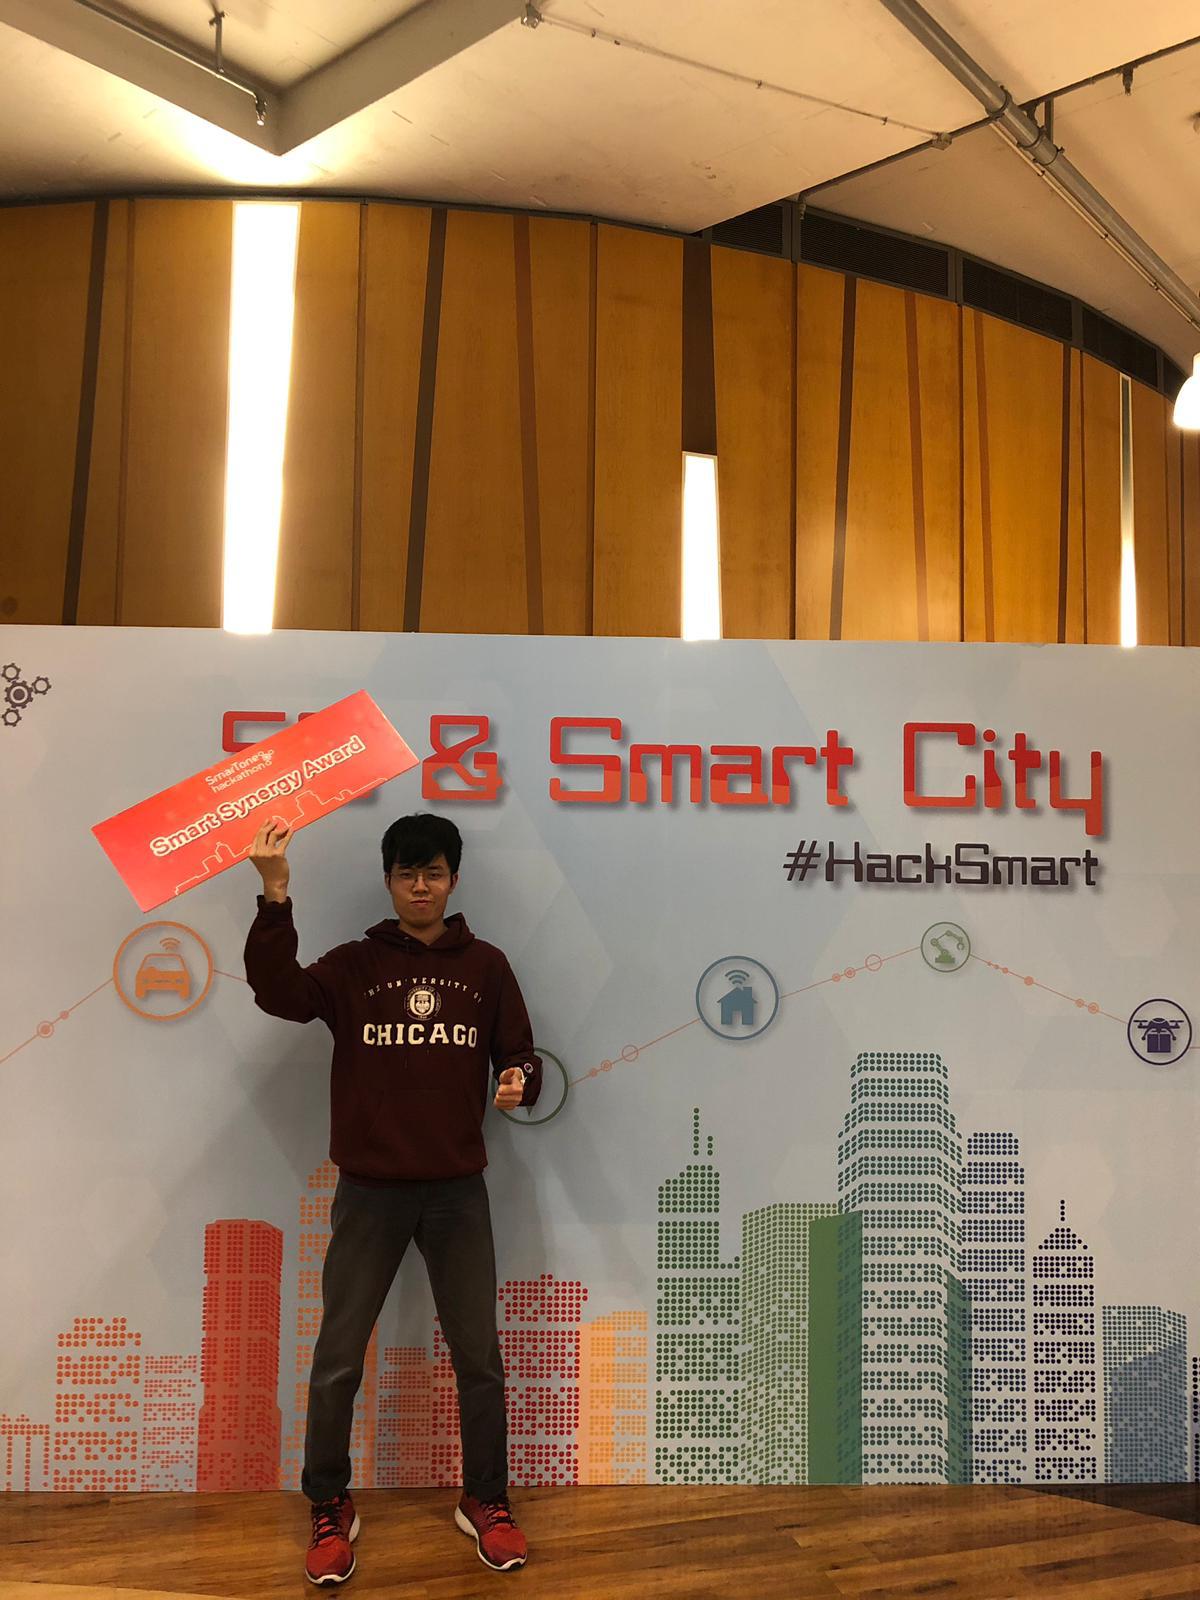 & Smart City
#HackSmart
SmarTone
hackathon
Smart Synergy Award
THE UNIVERSITY OF
CHICAGO